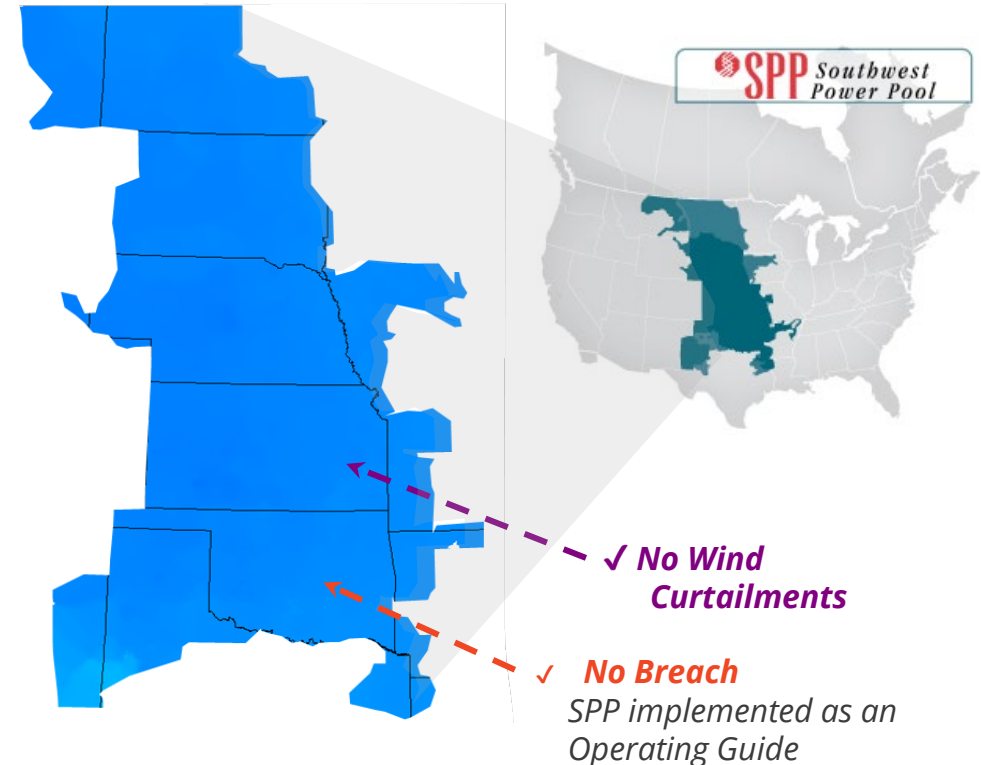 SPP Southwest
Power Pool
✓ No Wind
Curtailments
✓ No Breach
SPP implemented as an
Operating Guide